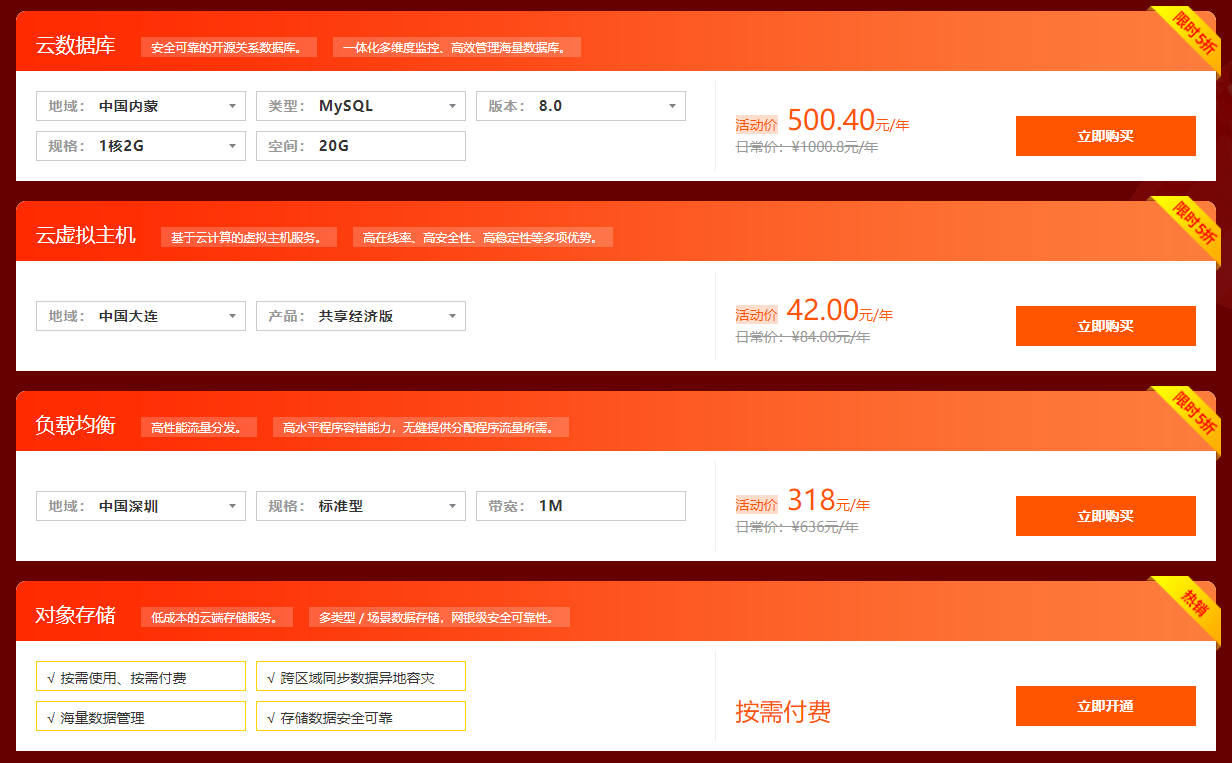 云数据库 安全可靠的开源关系数据库。 一体化多维度监控、高效管理海量数据库。 限时5折
地域： 中国内蒙 类型： MySQL 版本： 8.0
规格： 1核2G 空间： 20G
活动价 500.40元/年
日常价：¥1000.8元/年
立即购买
云虚拟主机 基于云计算的虚拟主机服务。 高在线率、高安全性、高稳定性等多项优势。 限时5折
地域： 中国大连 产品： 共享经济版
活动价 42.00元/年
日常价：¥84.00元/年
立即购买
负载均衡 高性能流量分发。 高水平程序容错能力，无缝提供分配程序流量所需。 限时5折
地域： 中国深圳 规格： 标准型 带宽： 1M
活动价 318元/年
日常价：¥636元/年
立即购买
对象存储 低成本的云端存储服务。 多类型 / 场景数据存储，网银级安全可靠性。 热销
√ 按需使用、按需付费 √ 跨区域同步数据异地容灾
√ 海量数据管理 √ 存储数据安全可靠
按需付费
立即开通